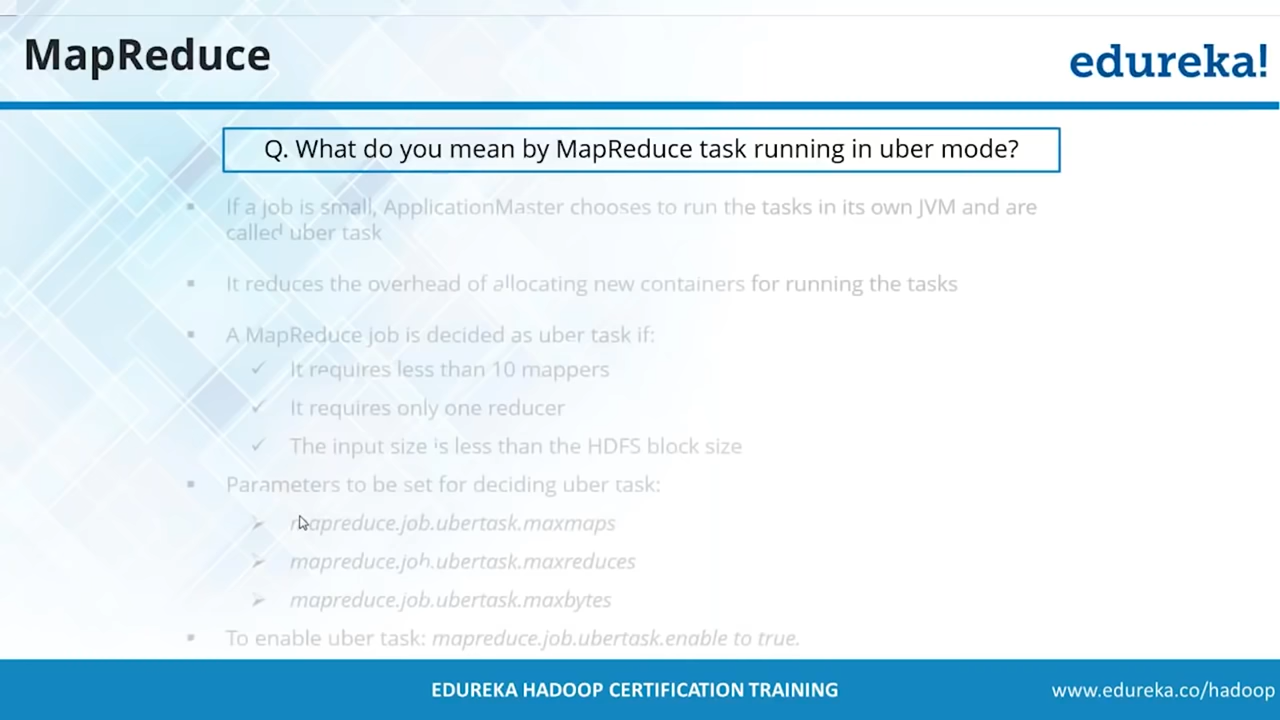 MapReduce
edureka!
Q. What do you mean by MapReduce task running in uber mode?
If a job is small, ApplicationMaster chooses to run the tasks in its own JVM and are
called uber task
It reduces the overhead of allocating new containers for running the tasks
A MapReduce job is decided as uber task if:
It requires less than 10 mappers
It requires only one reducer
The input size is less than the HDFS block size
Parameters to be set for deciding uber task:
mapreduce.job.ubertask.maxmaps
mapreduce.job.ubertask.maxreduces
mapreduce.job.ubertask.maxbytes
To enable uber task: mapreduce.job.ubertask.enable to true.
EDUREKA HADOOP CERTIFICATION TRAINING
www.edureka.co/hadoop